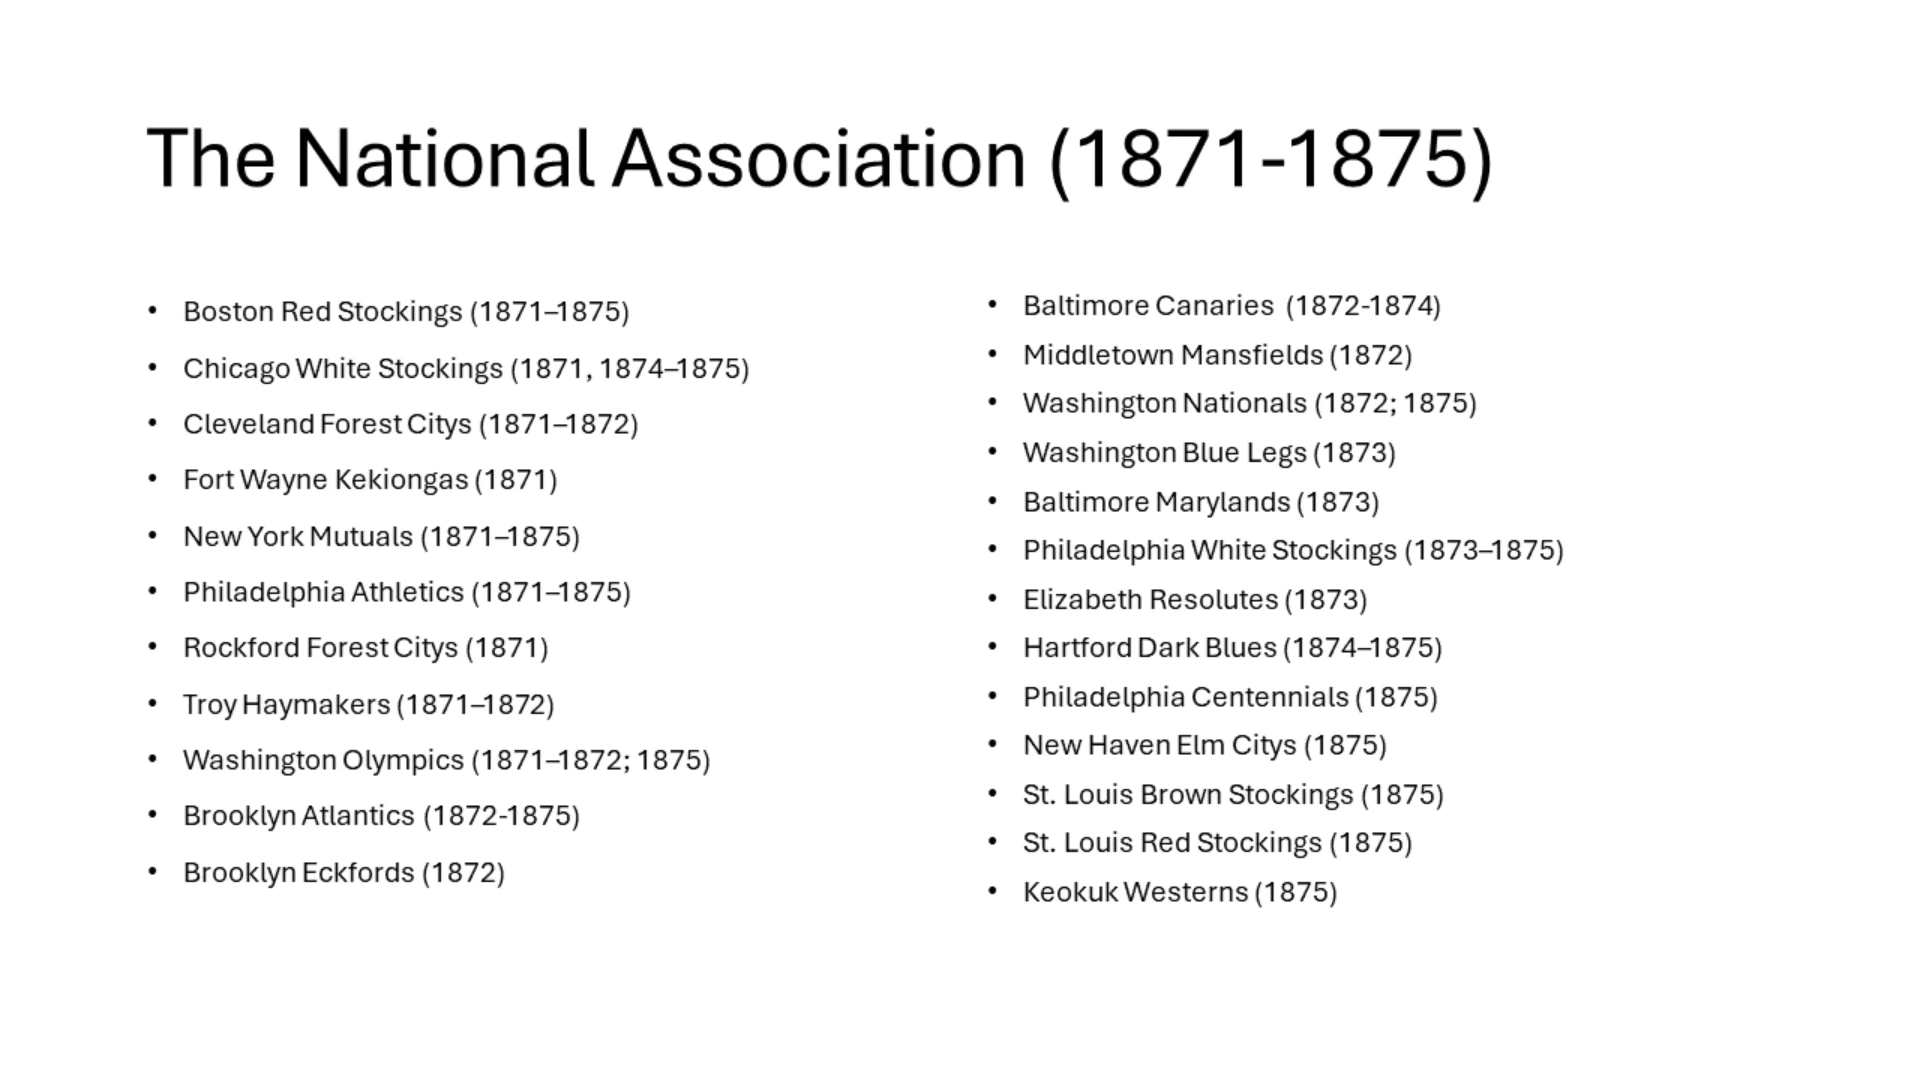 The National Association (1871-1875)
• Boston Red Stockings (1871–1875)
• Chicago White Stockings (1871, 1874–1875)
• Cleveland Forest Citys (1871–1872)
• Fort Wayne Kekiongas (1871)
• New York Mutuals (1871–1875)
• Philadelphia Athletics (1871–1875)
• Rockford Forest Citys (1871)
• Troy Haymakers (1871–1872)
• Washington Olympics (1871–1872; 1875)
• Brooklyn Atlantics (1872-1875)
• Brooklyn Eckfords (1872)
• Baltimore Canaries (1872-1874)
• Middletown Mansfields (1872)
• Washington Nationals (1872; 1875)
• Washington Blue Legs (1873)
• Baltimore Marylands (1873)
• Philadelphia White Stockings (1873–1875)
• Elizabeth Resolutes (1873)
• Hartford Dark Blues (1874–1875)
• Philadelphia Centennials (1875)
• New Haven Elm Citys (1875)
• St. Louis Brown Stockings (1875)
• St. Louis Red Stockings (1875)
• Keokuk Westerns (1875)